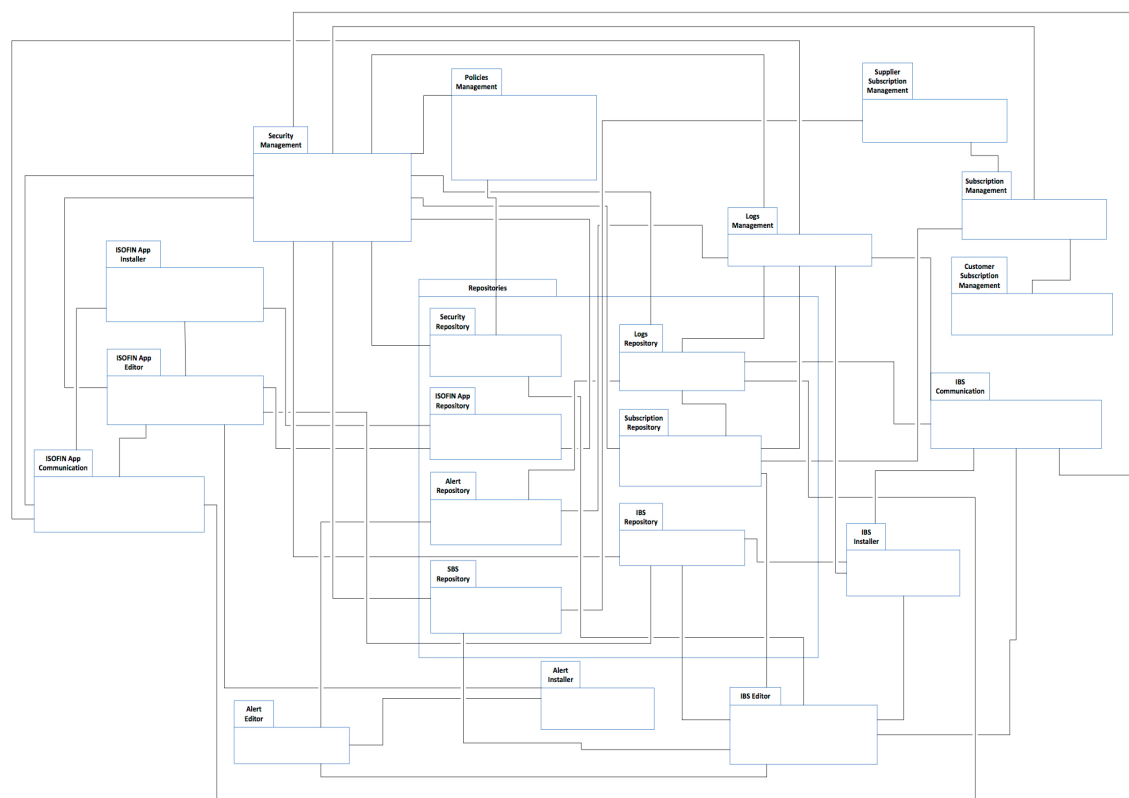 Policies
Management
Supplier
Subscription
Management
Security
Management
Subscription
Management
Logs
Management
ISOFIN App
Installer
Customer
Subscription
Management
Repositories
Security
Repository
Logs
Repository
ISOFIN App
Editor
IBS
Communication
ISOFIN App
Repository
Subscription
Repository
ISOFIN App
Communication
Alert
Repository
IBS
Repository
IBS
Installer
SBS
Repository
Alert
Installer
IBS Editor
Alert
Editor